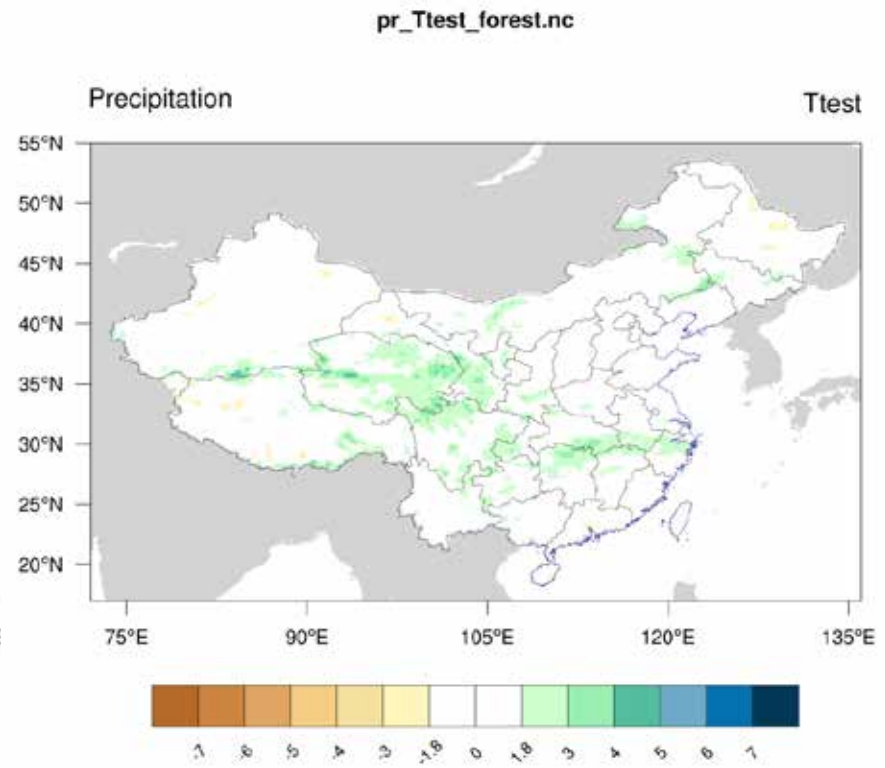 pr_Ttest_forest.nc
Precipitation Ttest
55°N
50°N
45°N
40°N
35°N
30°N
25°N
20°N
75°E 90°E 105°E 120°E 135°E
-7 -6 -5 -4 -3 -1.8 0 1.8 3 4 5 6 7